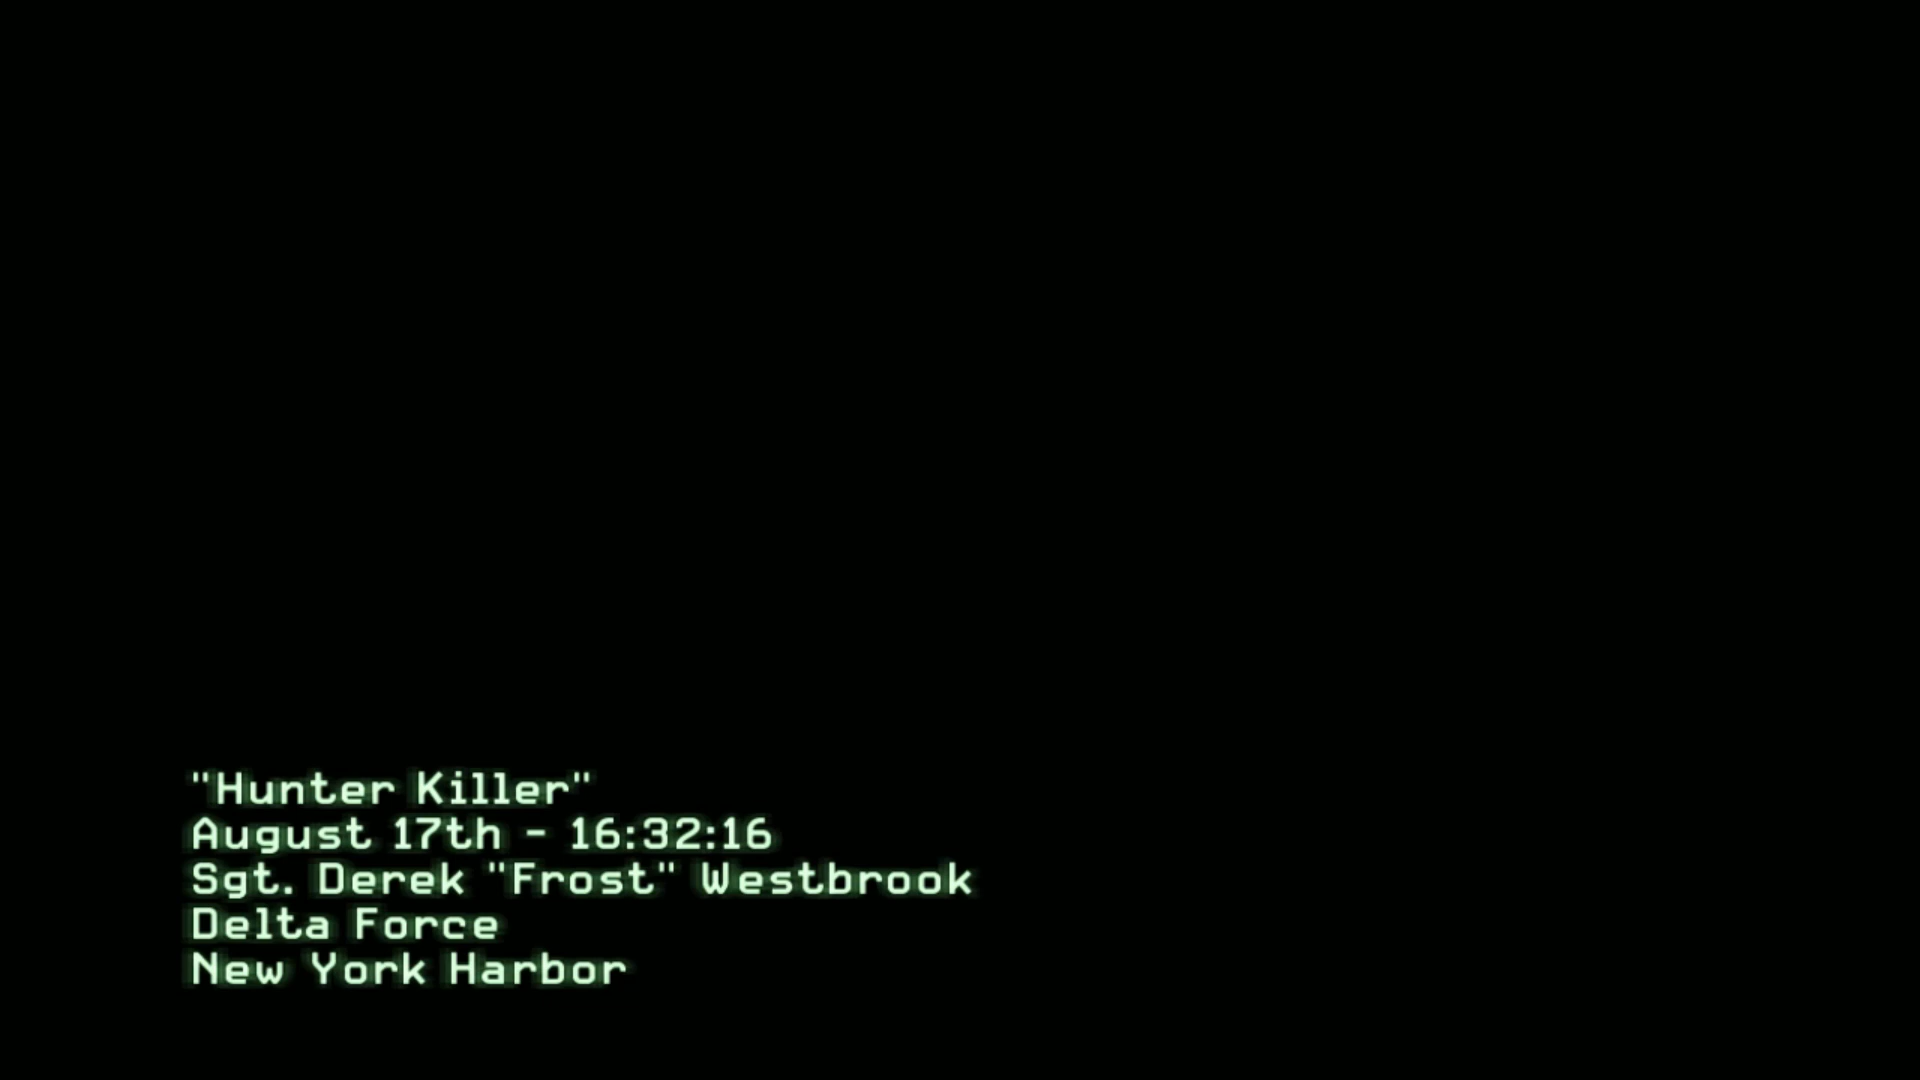 "Hunter Killer"
August 17th - 16:32:16
Sgt. Derek "Frost" Westbrook
Delta Force
New York Harbor